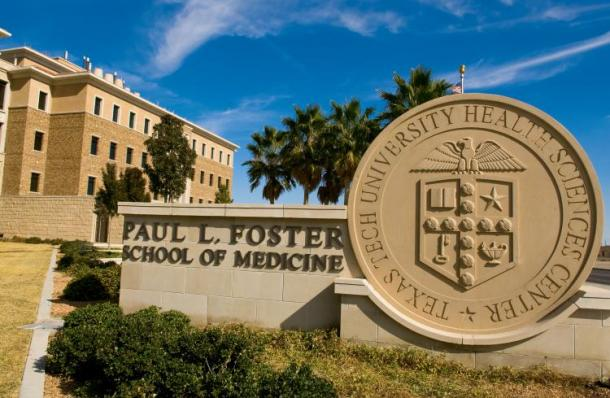 PAUL L. FOSTER
SCHOOL OF MEDICINE
TEXAS TECH UNIVERSITY HEALTH SCIENCES CENTER